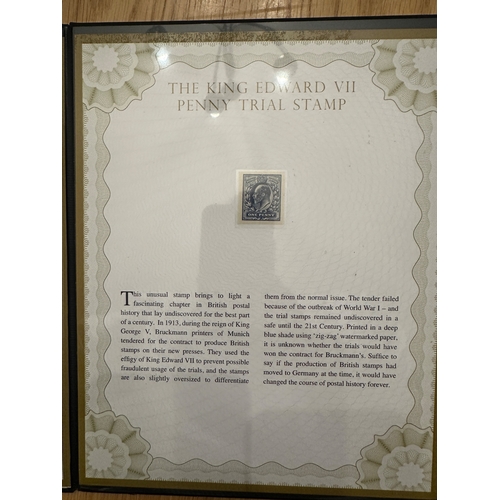 THE KING EDWARD VII
PENNY TRIAL STAMP
ONE PENNY
This unusual stamp brings to light a
fascinating chapter in British postal
history that lay undiscovered for the best part
of a century. In 1913, during the reign of King
George V, Bruckmann printers of Munich
tendered for the contract to produce British
stamps on their new presses. They used the
effigy of King Edward VII to prevent possible
fraudulent usage of the trials, and the stamps
are also slightly oversized to differentiate
them from the normal issue. The tender failed
because of the outbreak of World War I – and
the trial stamps remained undiscovered in a
safe until the 21st Century. Printed in a deep
blue shade using 'zig-zag' watermarked paper,
it is unknown whether the trials would have
won the contract for Bruckmann's. Suffice to
say if the production of British stamps had
moved to Germany at the time, it would have
changed the course of postal history forever.